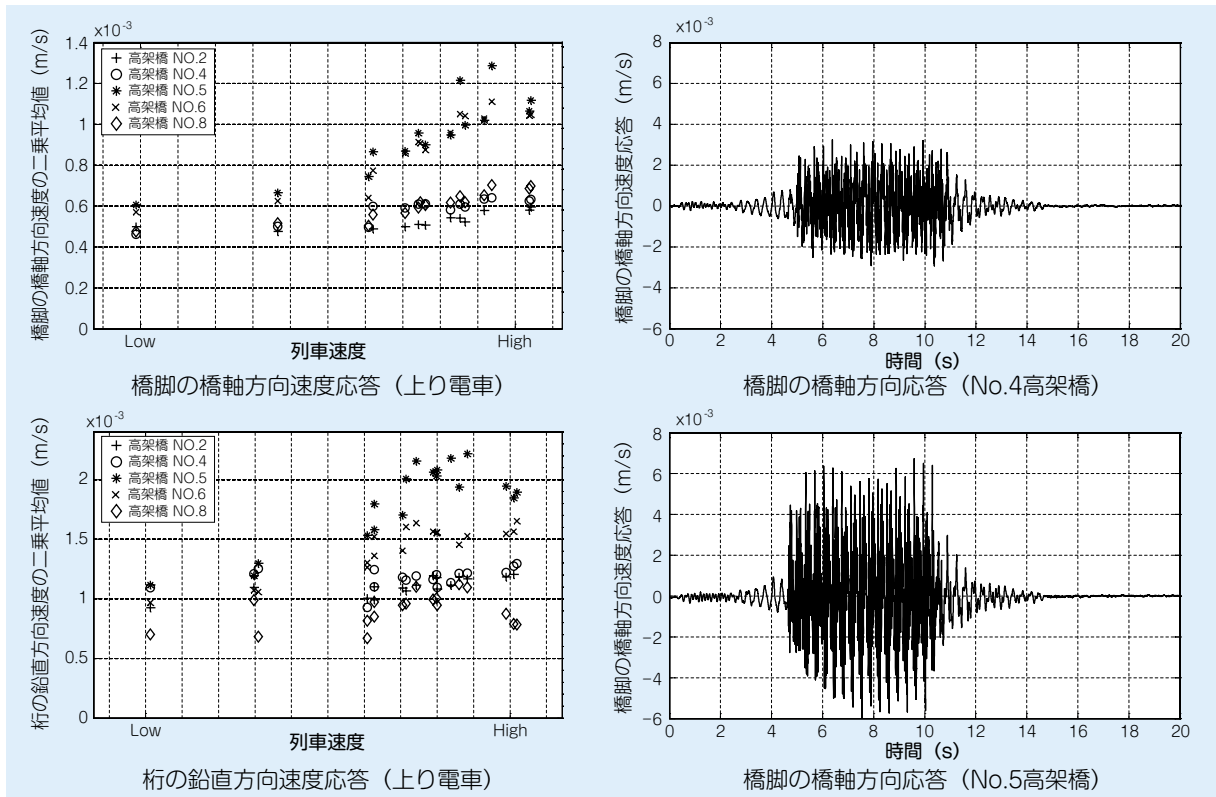 x10⁻³
橋脚の橋軸方向速度の二乗平均値（m/s）
1.4
1.2
1
0.8
0.6
0.4
0.2
0
高架橋 NO.2
高架橋 NO.4
高架橋 NO.5
高架橋 NO.6
高架橋 NO.8
Low
High
列車速度
橋脚の橋軸方向速度応答（上り電車）
x10⁻³
橋脚の橋軸方向速度応答（m/s）
8
6
4
2
0
−2
−4
−6
0 2 4 6 8 10 12 14 16 18 20
時間（s）
橋脚の橋軸方向応答（No.4高架橋）
x10⁻³
桁の鉛直方向速度の二乗平均値（m/s）
2
1.5
1
0.5
0
高架橋 NO.2
高架橋 NO.4
高架橋 NO.5
高架橋 NO.6
高架橋 NO.8
Low
High
列車速度
桁の鉛直方向速度応答（上り電車）
x10⁻³
橋脚の橋軸方向速度応答（m/s）
8
6
4
2
0
−2
−4
−6
0 2 4 6 8 10 12 14 16 18 20
時間（s）
橋脚の橋軸方向応答（No.5高架橋）